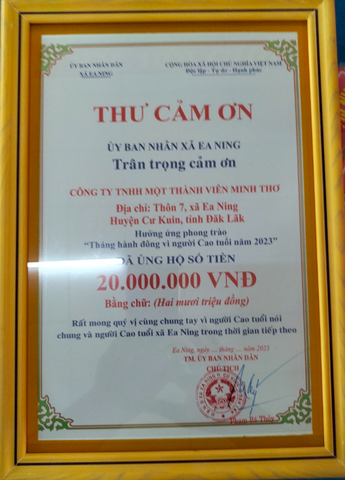 ỦY BAN NHÂN DÂN
XÃ EA NING
CỘNG HÒA XÃ HỘI CHỦ NGHĨA VIỆT NAM
Độc lập - Tự do - Hạnh phúc
THƯ CẢM ƠN
ỦY BAN NHÂN XÃ EA NING
Trân trọng cảm ơn
CÔNG TY TNHH MỘT THÀNH VIÊN MINH THƠ
Địa chỉ: Thôn 7, xã Ea Ning
Huyện Cư Kuin, tỉnh Đăk Lăk
Hưởng ứng phong trào
“Tháng hành động vì người Cao tuổi năm 2023”
ĐÃ ỦNG HỘ SỐ TIỀN
20.000.000 VNĐ
Bằng chữ: (Hai mươi triệu đồng)
Rất mong quý vị cùng chung tay vì người Cao tuổi nói
chung và người Cao tuổi xã Ea Ning trong thời gian tiếp theo
Ea Ning, ngày ... tháng ... năm 2023
TM. ỦY BAN NHÂN DÂN
CHỦ TỊCH